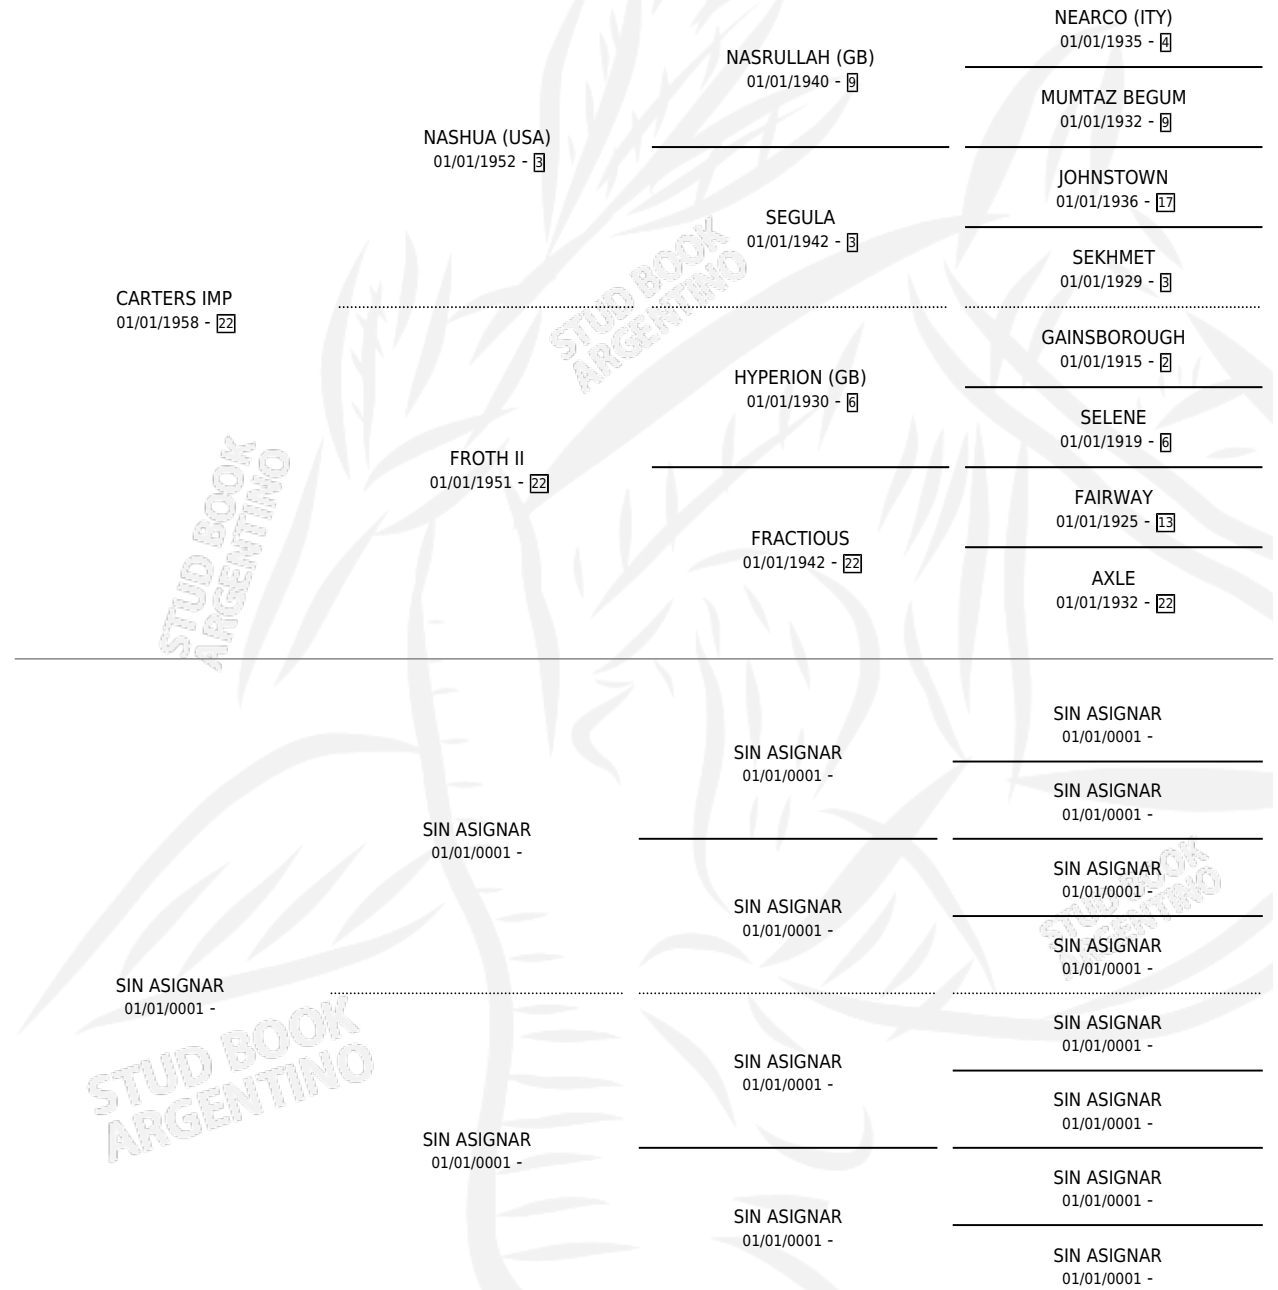 NEARCO (ITY)
01/01/1935 - 4
NASRULLAH (GB)
01/01/1940 - 9
MUMTAZ BEGUM
01/01/1932 - 9
NASHUA (USA)
01/01/1952 - 3
JOHNSTOWN
01/01/1936 - 17
SEGULA
01/01/1942 - 3
SEKHMET
01/01/1929 - 3
CARTERS IMP
01/01/1958 - 22
GAINSBOROUGH
01/01/1915 - 2
HYPERION (GB)
01/01/1930 - 6
SELENE
01/01/1919 - 6
FROTH II
01/01/1951 - 22
FAIRWAY
01/01/1925 - 13
FRACTIOUS
01/01/1942 - 22
AXLE
01/01/1932 - 22
STUD BOOK
ARGENTINO
STUD BOOK
ARGENTINO
SIN ASIGNAR
01/01/0001 -
SIN ASIGNAR
01/01/0001 -
SIN ASIGNAR
01/01/0001 -
SIN ASIGNAR
01/01/0001 -
SIN ASIGNAR
01/01/0001 -
SIN ASIGNAR
01/01/0001 -
SIN ASIGNAR
01/01/0001 -
SIN ASIGNAR
01/01/0001 -
SIN ASIGNAR
01/01/0001 -
SIN ASIGNAR
01/01/0001 -
SIN ASIGNAR
01/01/0001 -
SIN ASIGNAR
01/01/0001 -
SIN ASIGNAR
01/01/0001 -
SIN ASIGNAR
01/01/0001 -
SIN ASIGNAR
01/01/0001 -
STUD BOOK
ARGENTINO
STUD BOOK
ARGENTINO